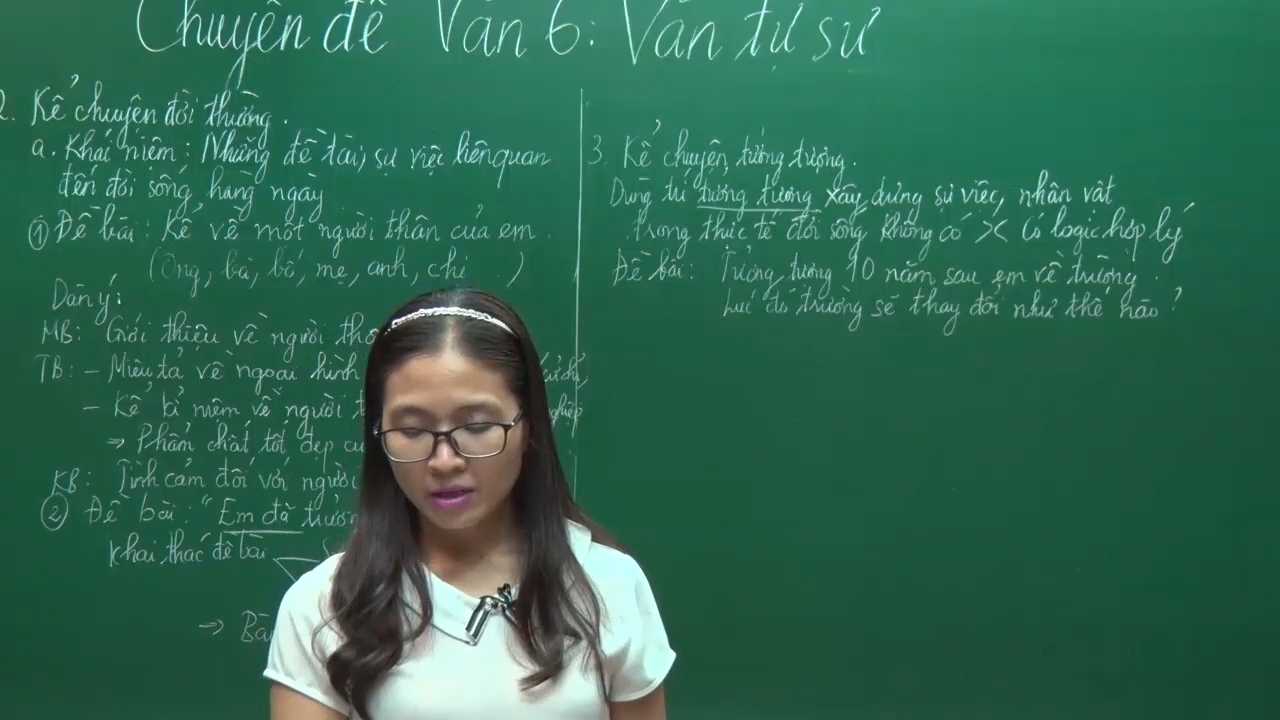 Chuyên đề Văn 6: Văn tự sự
2. Kể chuyện đời thường.
a. Khái niệm: Những đề tài, sự việc liên quan
đến đời sống hàng ngày
① Đề bài: Kể về một người thân của em.
(Ông, bà, bố, mẹ, anh, chị...)
Dàn ý:
MB: Giới thiệu về người
TB: - Miêu tả về ngoại hình
- Kể kỉ niệm về người
⇒ Phẩm chất tốt đẹp
KB: Tình cảm đối với người
② Đề bài: "Em đã
Khai thác đề bài
→
3. Kể chuyện tưởng tượng.
Dùng trí tưởng tượng xây dựng sự việc, nhân vật
trong thực tế đời sống không có >< Có logic hợp lý
Đề bài: Tưởng tượng 10 năm sau em về trường.
Lúc đó trường sẽ thay đổi như thế nào?